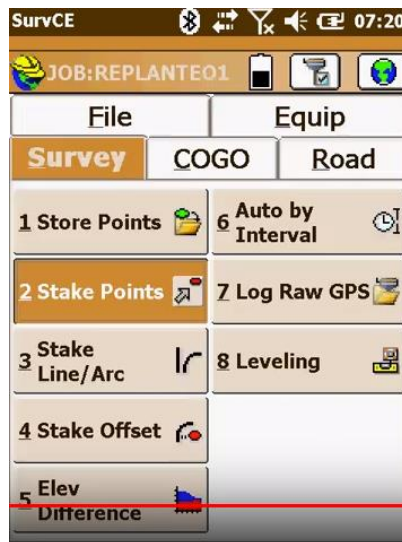 SurvCE 07:20
JOB:REPLANTEO1
File Equip
Survey COGO Road
1 Store Points
6 Auto by
Interval
2 Stake Points
7 Log Raw GPS
3 Stake
Line/Arc
8 Leveling
4 Stake Offset
5 Elev
Difference